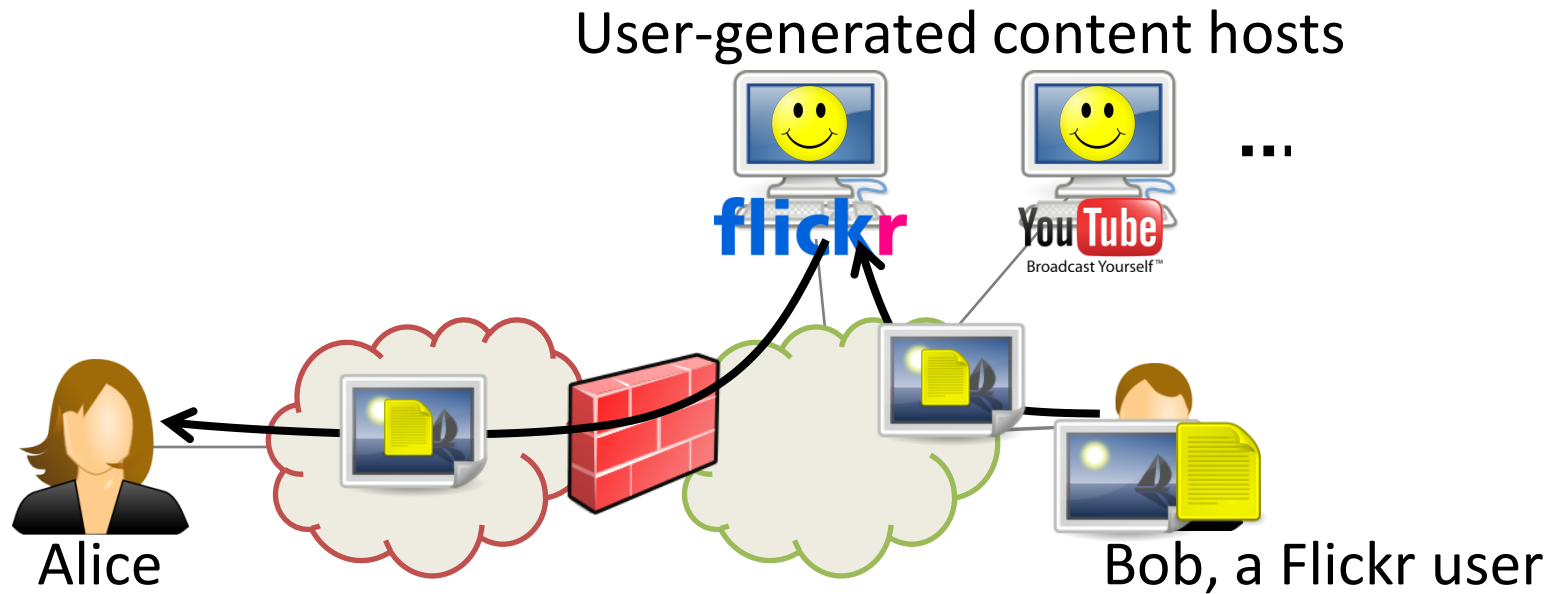 User-generated content hosts
...
flickr
YouTube
Broadcast Yourself™
Alice
Bob, a Flickr user